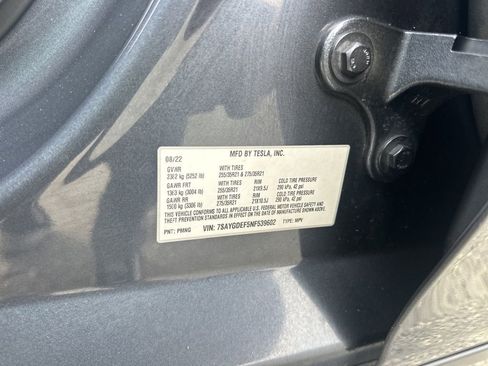 MFD BY TESLA, INC.
08/22
GVWR WITH TIRES
2382 kg (5252 lb) 255/35R21 & 275/35R21
GAWR FRT WITH TIRES RIM COLD TIRE PRESSURE
1363 kg (3004 lb) 255/35R21 21X9.5J 290 kPa, 42 psi
GAWR RR WITH TIRES RIM COLD TIRE PRESSURE
1500 kg (3306 lb) 275/35R21 21X10.5J 290 kPa, 42 psi
THIS VEHICLE CONFORMS TO ALL APPLICABLE
FEDERAL MOTOR VEHICLE SAFETY AND
THEFT PREVENTION STANDARDS IN EFFECT ON THE DATE OF
MANUFACTURE SHOWN ABOVE.
PNT: PMNG VIN: 7SAYGDEF5NF539602 TYPE: MPV